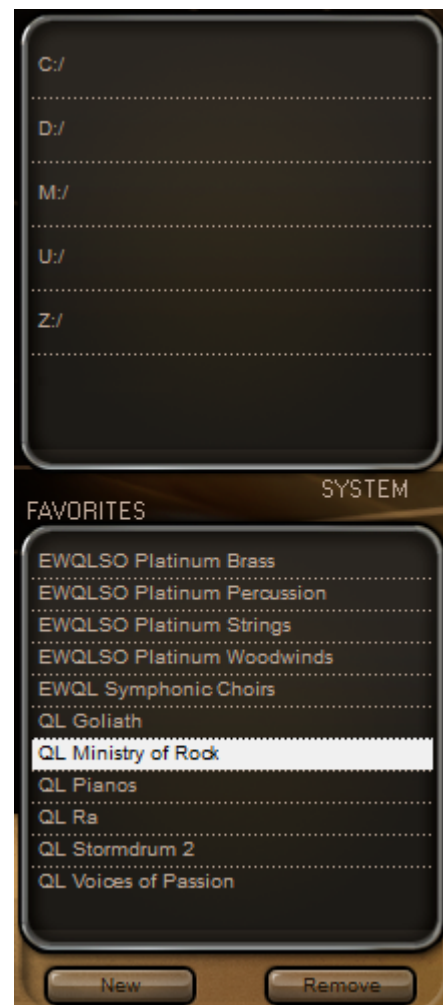 C:/
D:/
M:/
U:/
Z:/
SYSTEM
FAVORITES
EWQLSO Platinum Brass
EWQLSO Platinum Percussion
EWQLSO Platinum Strings
EWQLSO Platinum Woodwinds
EWQL Symphonic Choirs
QL Goliath
QL Ministry of Rock
QL Pianos
QL Ra
QL Stormdrum 2
QL Voices of Passion
New
Remove